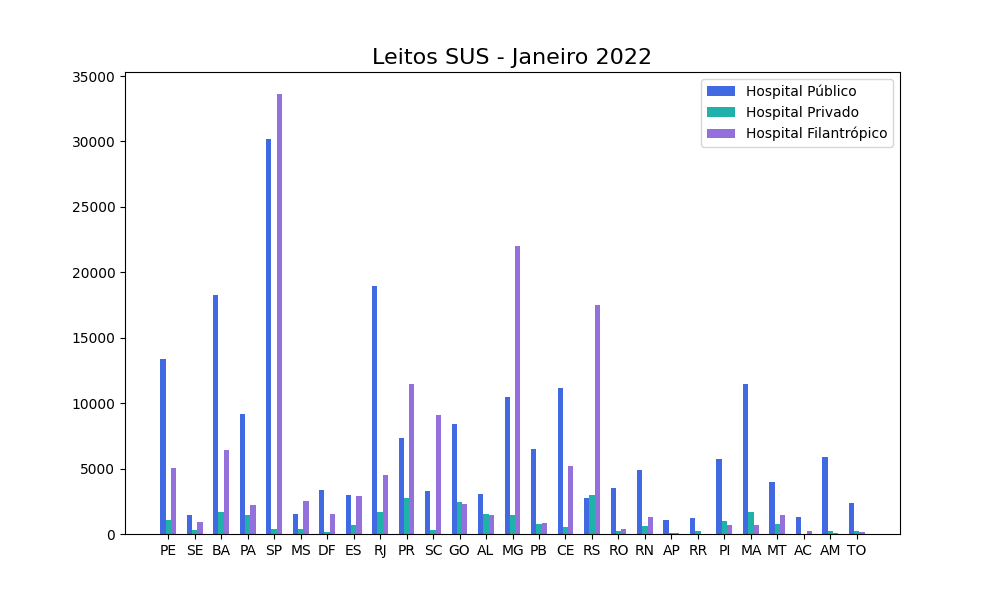 Leitos SUS - Janeiro 2022
35000
30000
25000
20000
15000
10000
5000
0
Hospital Público
Hospital Privado
Hospital Filantrópico
PE SE BA PA SP MS DF ES RJ PR SC GO AL MG PB CE RS RO RN AP RR PI MA MT AC AM TO